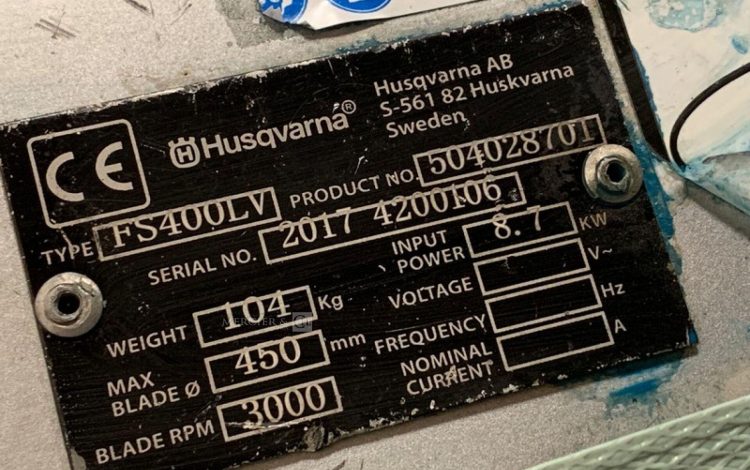 CE
Husqvarna®
Husqvarna AB
S-561 82 Huskvarna
Sweden
TYPE FS400LV PRODUCT NO. 504028701
SERIAL NO. 2017 4200106
WEIGHT 104 Kg
MAX BLADE Ø 450 mm
BLADE RPM 3000
INPUT POWER 8.7 KW
VOLTAGE V~
FREQUENCY Hz
NOMINAL CURRENT A
MERCIER &